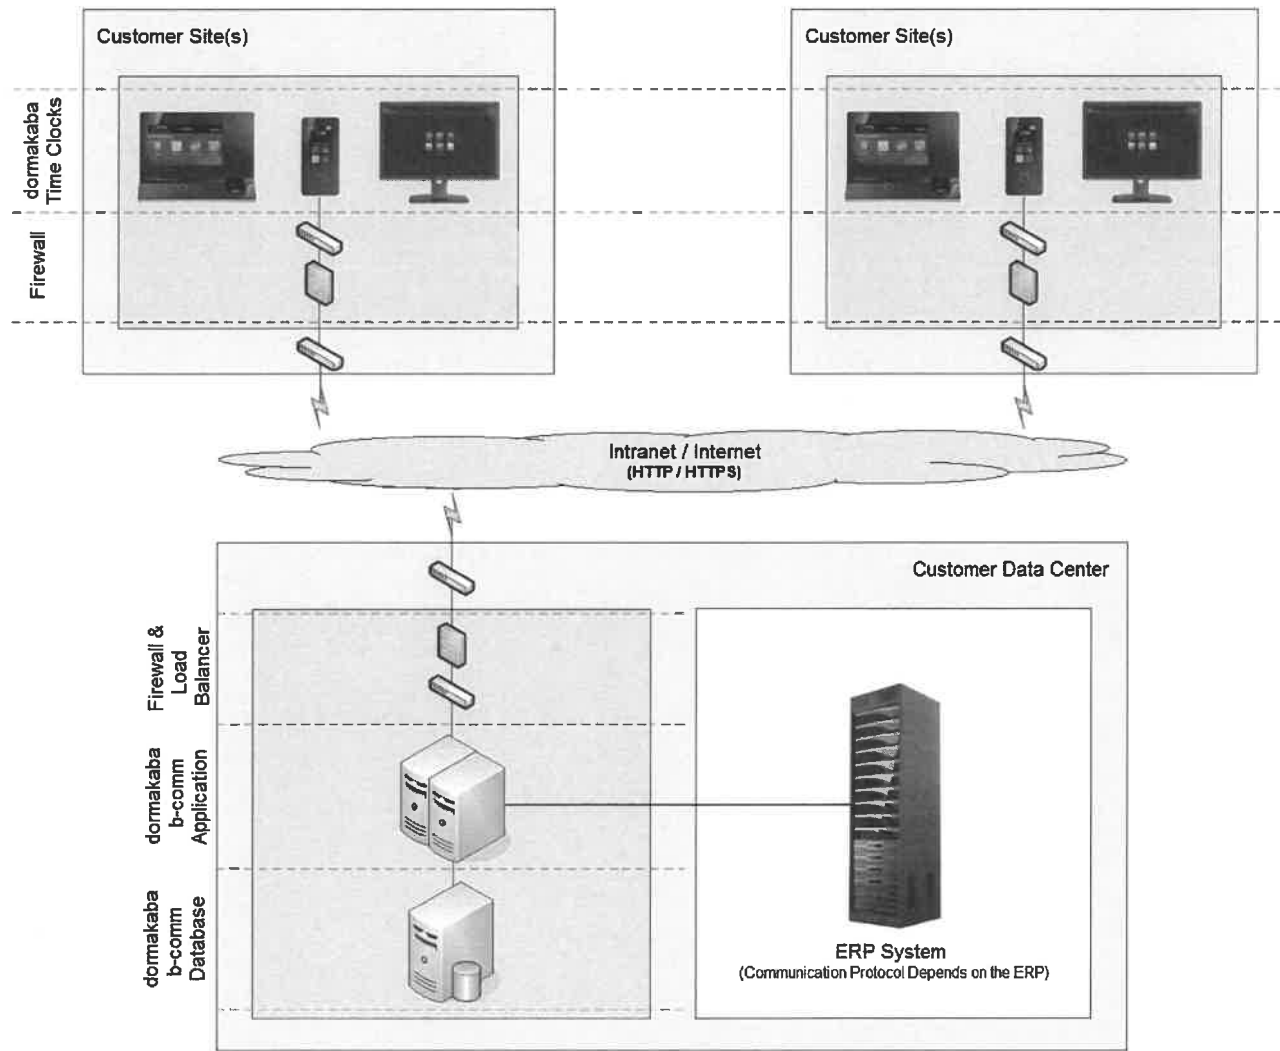 Customer Site(s)
Customer Site(s)
dormakaba
Time Clocks
Firewall
Intranet / Internet
(HTTP / HTTPS)
Customer Data Center
Firewall &
Load
Balancer
dormakaba
b-comm
Application
dormakaba
b-comm
Database
ERP System
(Communication Protocol Depends on the ERP)